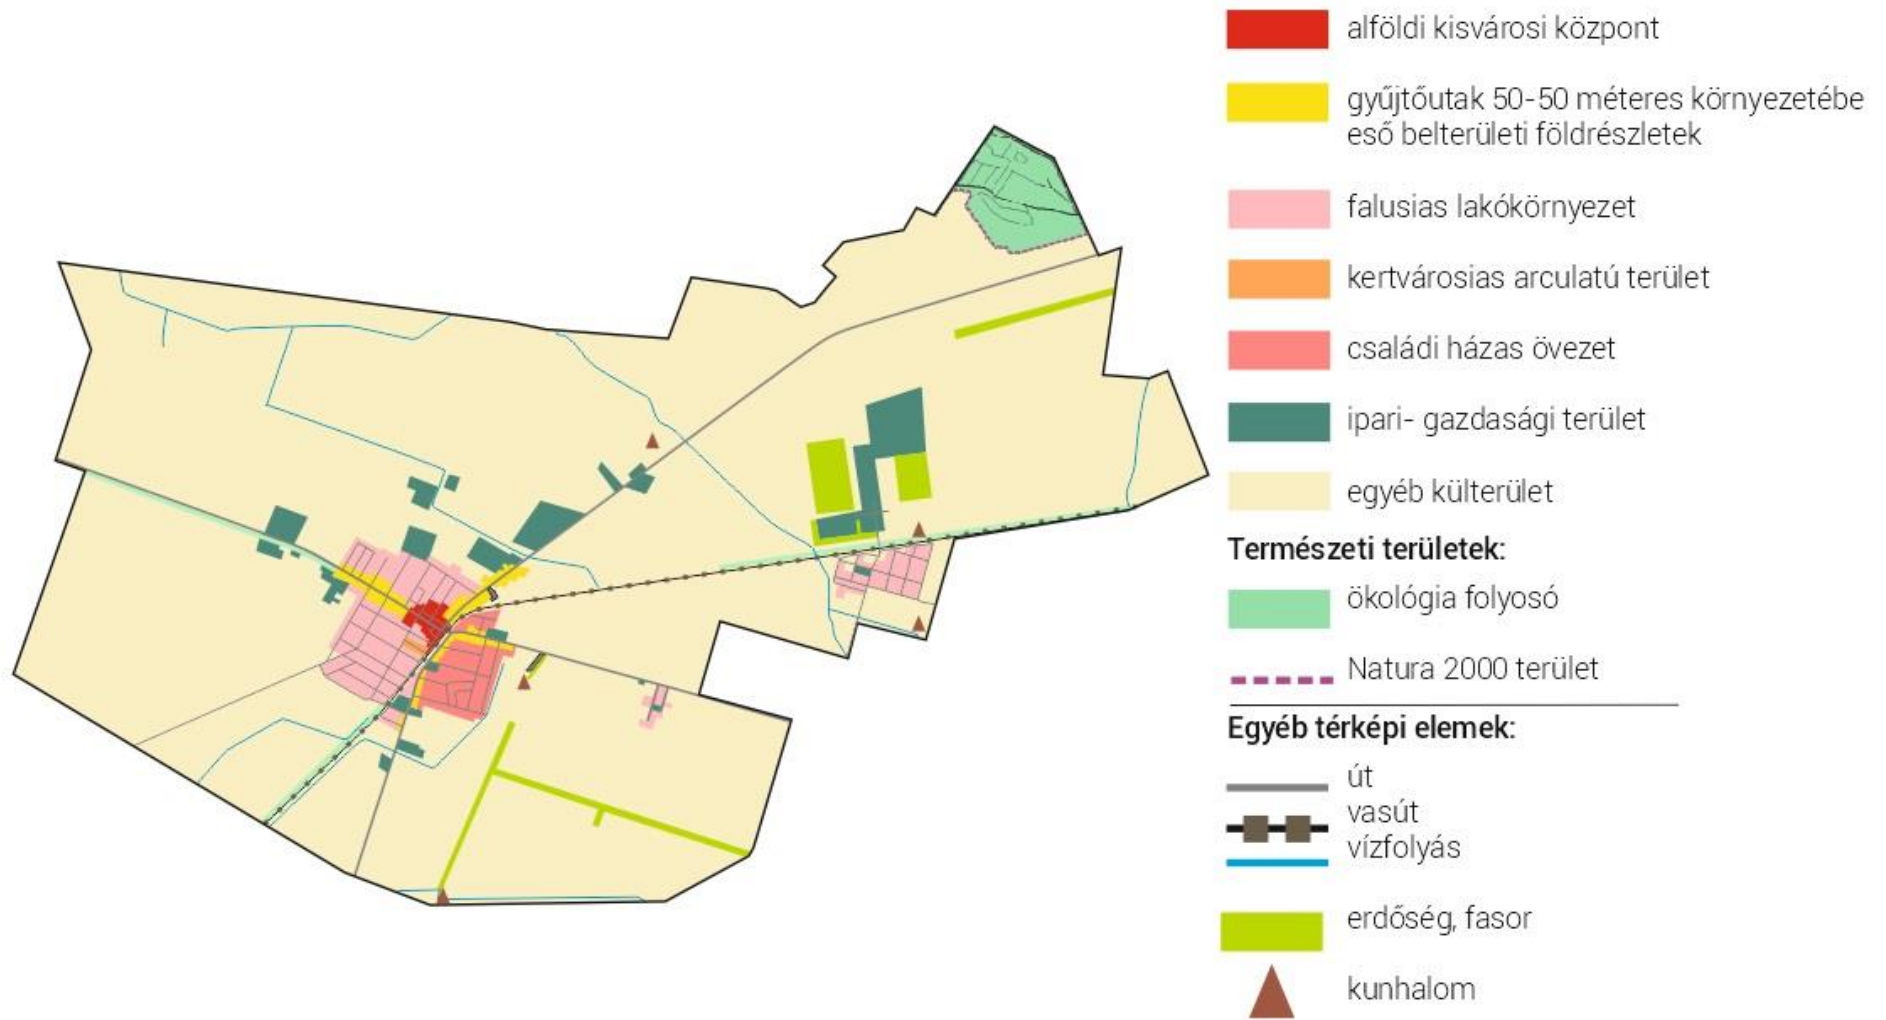 alföldi kisvárosi központ
gyűjtőutak 50-50 méteres környezetébe
eső belterületi földrészletek
falusias lakókörnyezet
kertvárosias arculatú terület
családi házas övezet
ipari- gazdasági terület
egyéb külterület
Természeti területek:
ökológia folyosó
Natura 2000 terület
Egyéb térképi elemek:
út
vasút
vízfolyás
erdőség, fasor
kunhalom